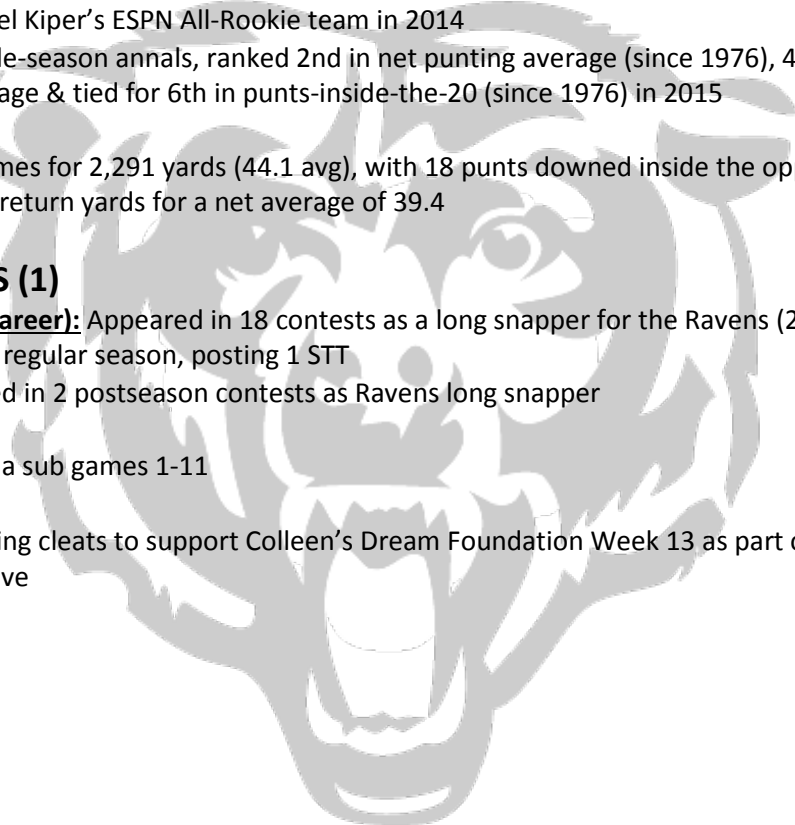 el Kiper’s ESPN All-Rookie team in 2014
le-season annals, ranked 2nd in net punting average (since 1976), 4
age & tied for 6th in punts-inside-the-20 (since 1976) in 2015
mes for 2,291 yards (44.1 avg), with 18 punts downed inside the opp
return yards for a net average of 39.4
S (1)
areer): Appeared in 18 contests as a long snapper for the Ravens (2
regular season, posting 1 STT
ed in 2 postseason contests as Ravens long snapper
a sub games 1-11
ing cleats to support Colleen’s Dream Foundation Week 13 as part o
ve